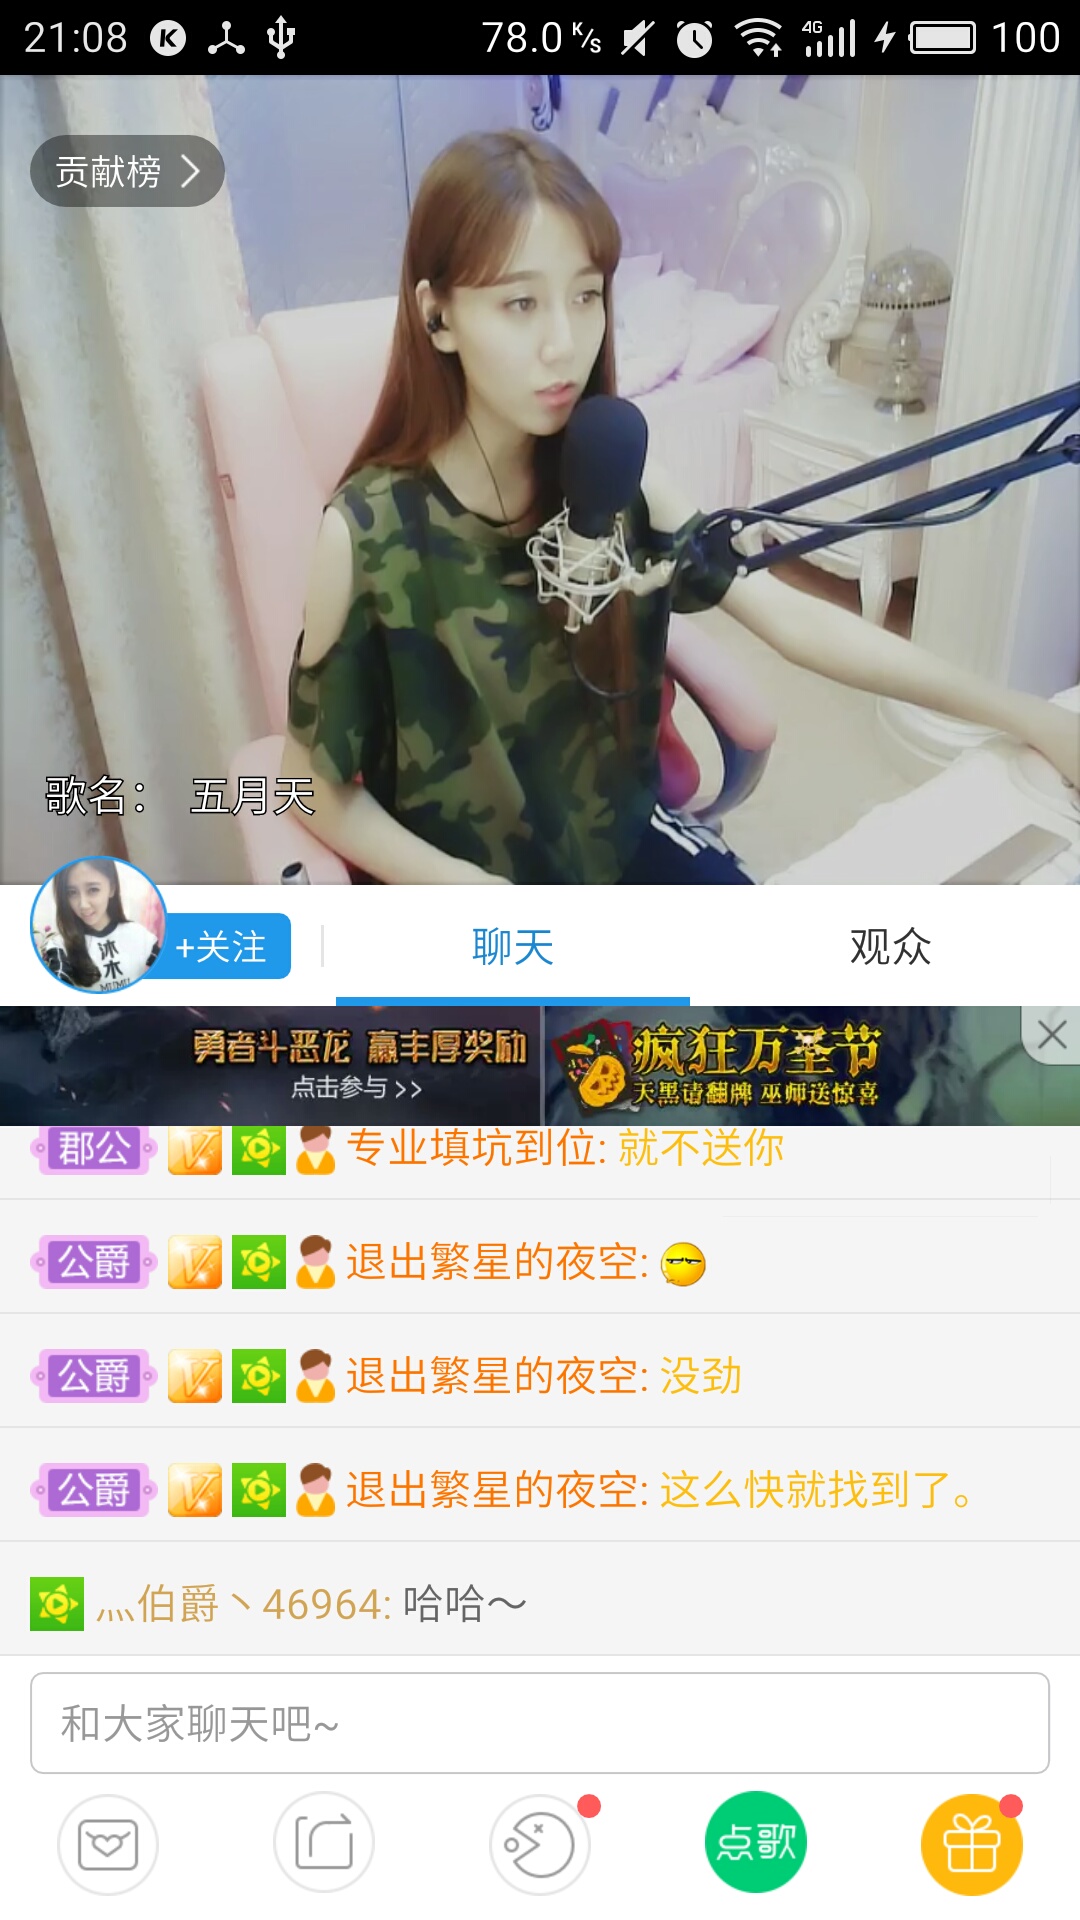 21:08 K 78.0 K/s 4G 100
贡献榜
歌名： 五月天
沐
木
MUMU
+关注
聊天
观众
勇者斗恶龙 赢丰厚奖励
点击参与 >>
疯狂万圣节
天黑请翻牌 巫师送惊喜
郡公 V 专业填坑到位: 就不送你
公爵 V 退出繁星的夜空:
公爵 V 退出繁星的夜空: 没劲
公爵 V 退出繁星的夜空: 这么快就找到了。
灬伯爵丶46964: 哈哈～
和大家聊天吧~
点歌